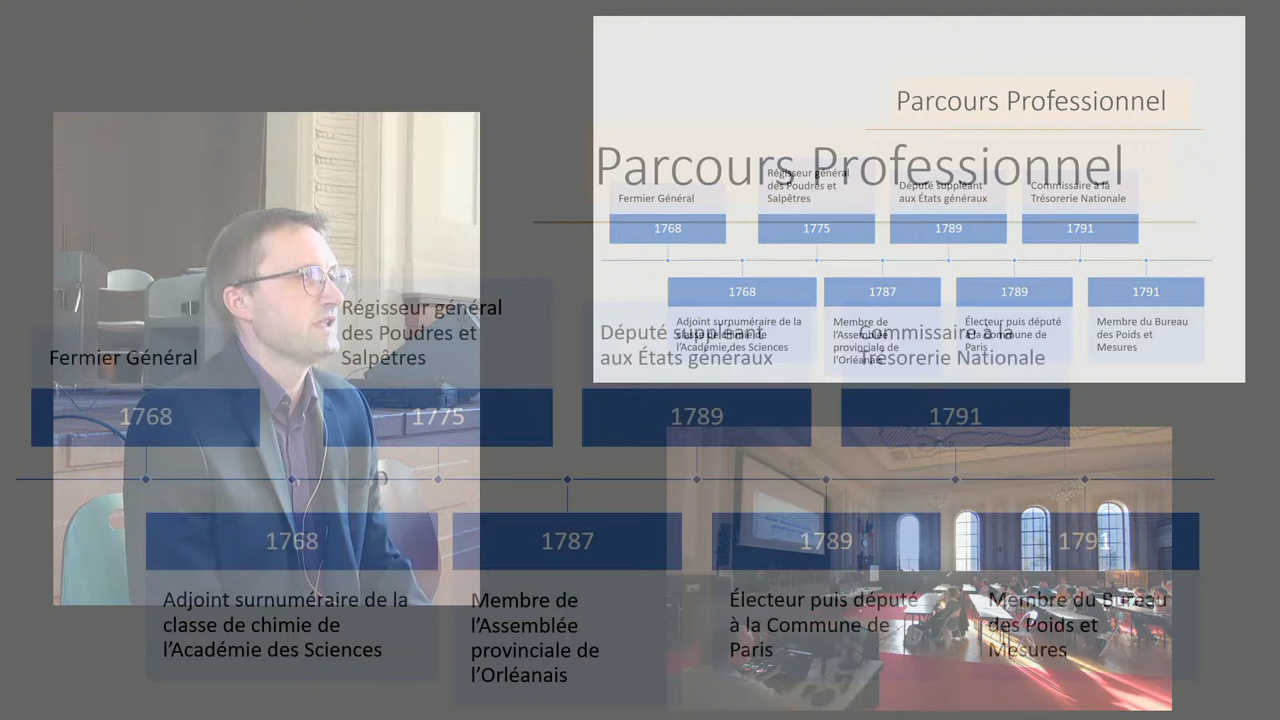 Parcours Professionnel
Fermier Général
Régisseur général
des Poudres et
Salpêtres
Député suppléant
aux États généraux
Commissaire à la
Trésorerie Nationale
1768
1775
1789
1791
1768
1787
1789
1791
Adjoint surnuméraire de la
classe de chimie de
l'Académie des Sciences
Membre de
l'Assemblée
provinciale de
l'Orléanais
Électeur puis député
à la Commune de
Paris
Membre du Bureau
des Poids et
Mesures
Parcours Professionnel
Fermier Général
Régisseur général
des Poudres et
Salpêtres
Député suppléant
aux États généraux
Commissaire à la
Trésorerie Nationale
1768
1775
1789
1791
1768
1787
1789
1791
Adjoint surnuméraire de la
classe de chimie de
l'Académie des Sciences
Membre de
l'Assemblée
provinciale de
l'Orléanais
Électeur puis député
à la Commune de
Paris
Membre du Bureau
des Poids et
Mesures